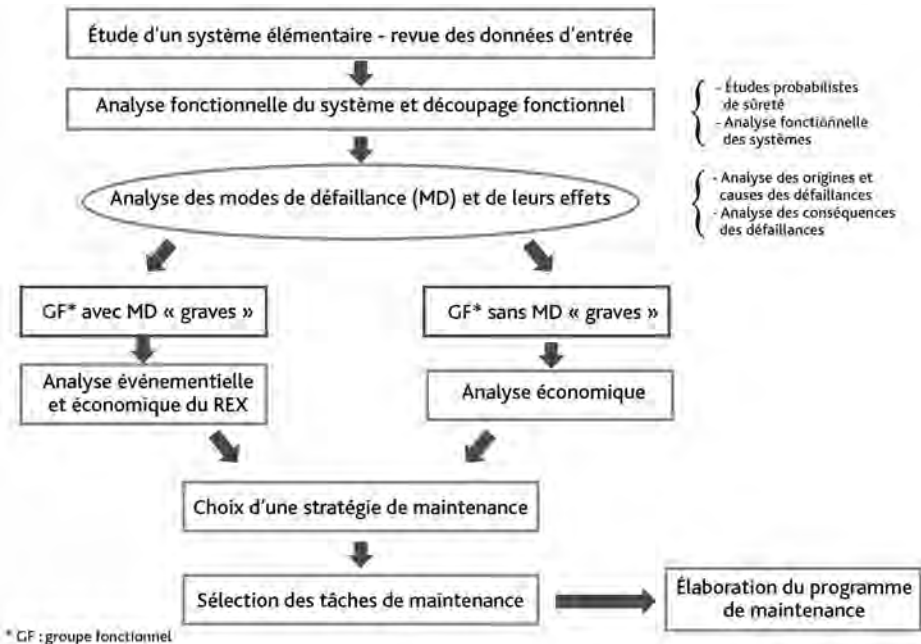 Étude d'un système élémentaire - revue des données d'entrée
Analyse fonctionnelle du système et découpage fonctionnel
- Études probabilistes
de sûreté
- Analyse fonctionnelle
des systèmes
Analyse des modes de défaillance (MD) et de leurs effets
- Analyse des origines et
causes des défaillances
- Analyse des conséquences
des défaillances
GF* avec MD « graves »
GF* sans MD « graves »
Analyse événementielle
et économique du REX
Analyse économique
Choix d'une stratégie de maintenance
Sélection des tâches de maintenance
Élaboration du programme
de maintenance
* GF : groupe fonctionnel